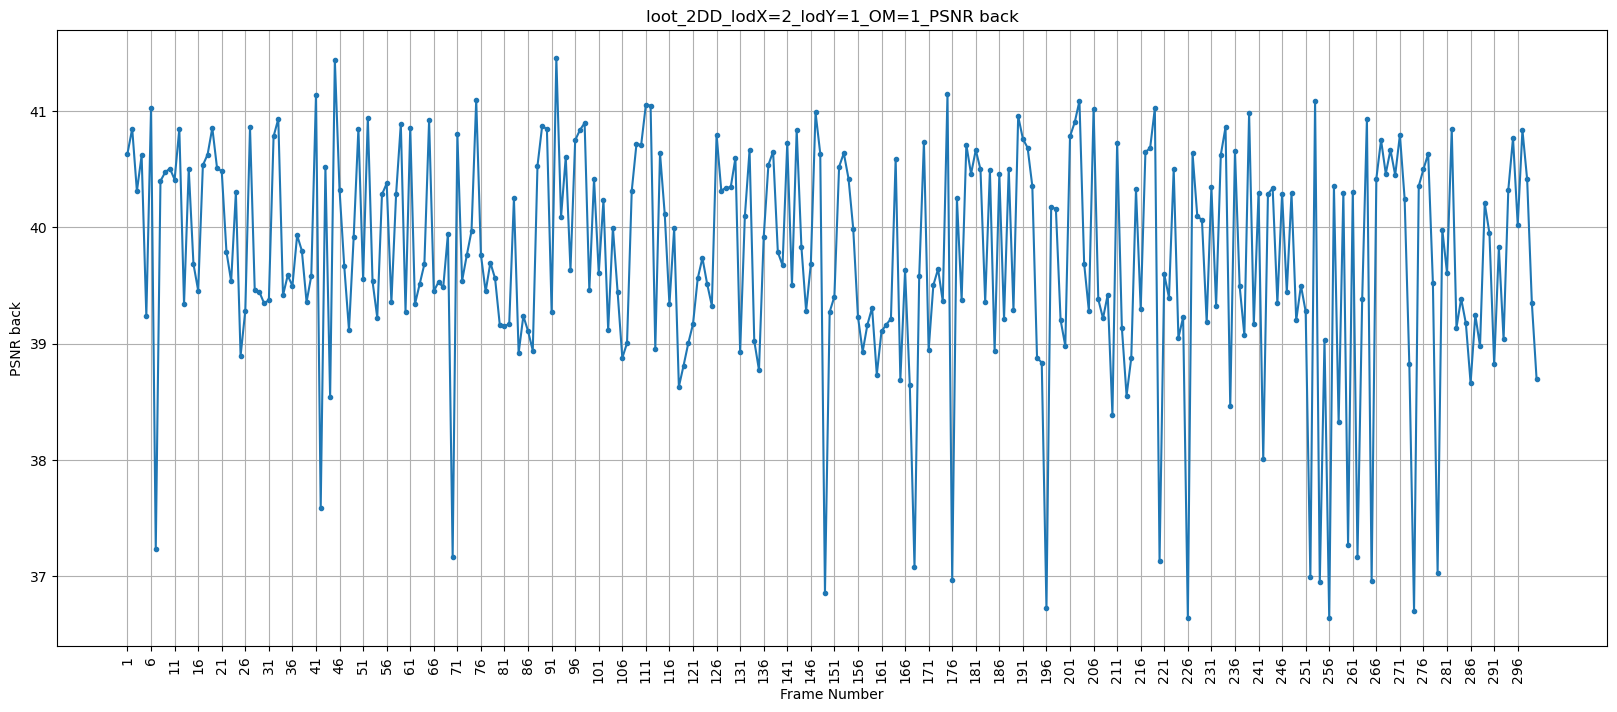 loot_2DD_lodX=2_lodY=1_OM=1_PSNR back
PSNR back
41
40
39
38
37
1 6 11 16 21 26 31 36 41 46 51 56 61 66 71 76 81 86 91 96 101 106 111 116 121 126 131 136 141 146 151 156 161 166 171 176 181 186 191 196 201 206 211 216 221 226 231 236 241 246 251 256 261 266 271 276 281 286 291 296
Frame Number